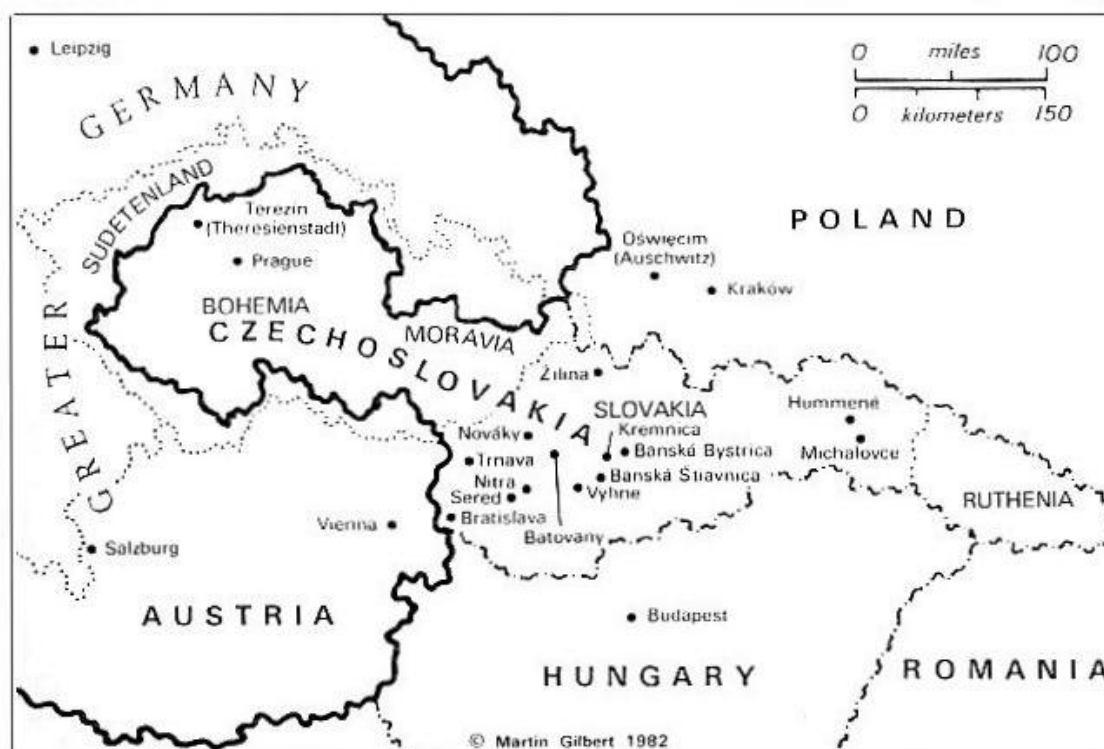 Leipzig
0 miles 100
0 kilometers 150
GERMANY
GREATER
SUDETENLAND
Terezin
(Theresienstadt)
Prague
BOHEMIA
CZECHOSLOVAKIA
MORAVIA
POLAND
Oświęcim
(Auschwitz)
Kraków
Žilina
SLOVAKIA
Kremnica
Hummené
Nováky
Banská Bystrica
Michalovce
Trnava
Banská Štiavnica
Nitra
Vyhne
Sered
RUTHENIA
Bratislava
Vienna
Batovany
Salzburg
AUSTRIA
Budapest
HUNGARY
ROMANIA
© Martin Gilbert 1982